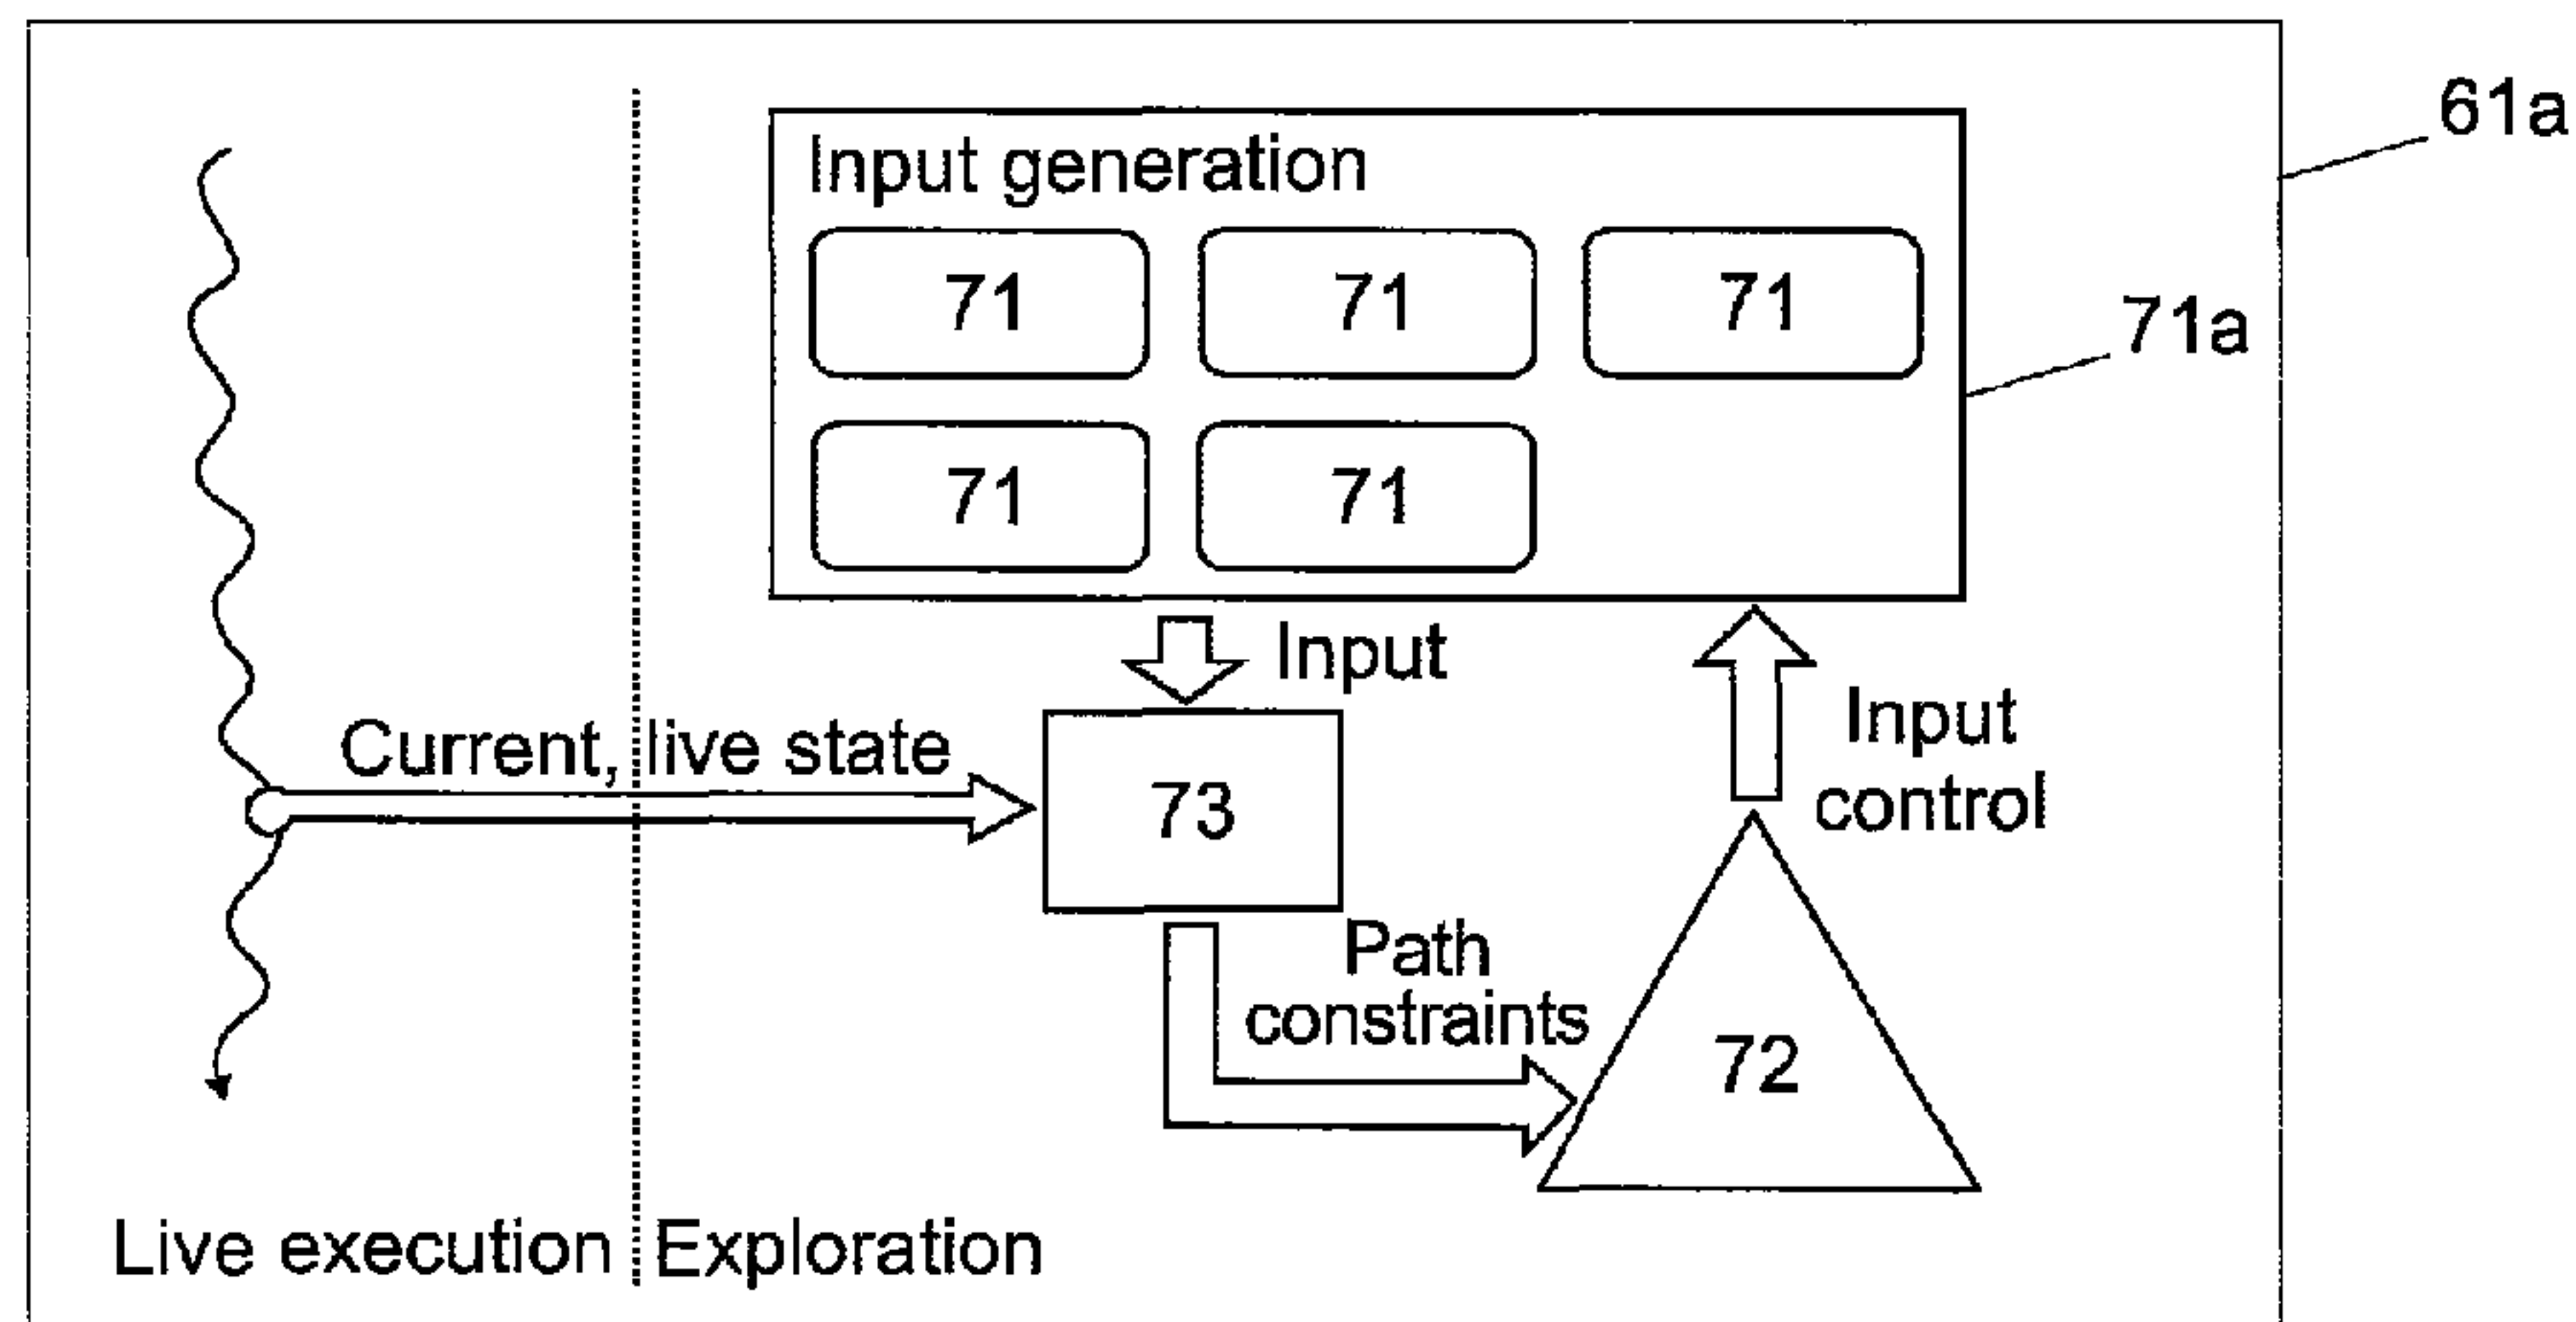 61a
Input generation
71 71 71
71a
71 71
Input
Input
control
Current, live state
73
Path
constraints
72
Live execution Exploration